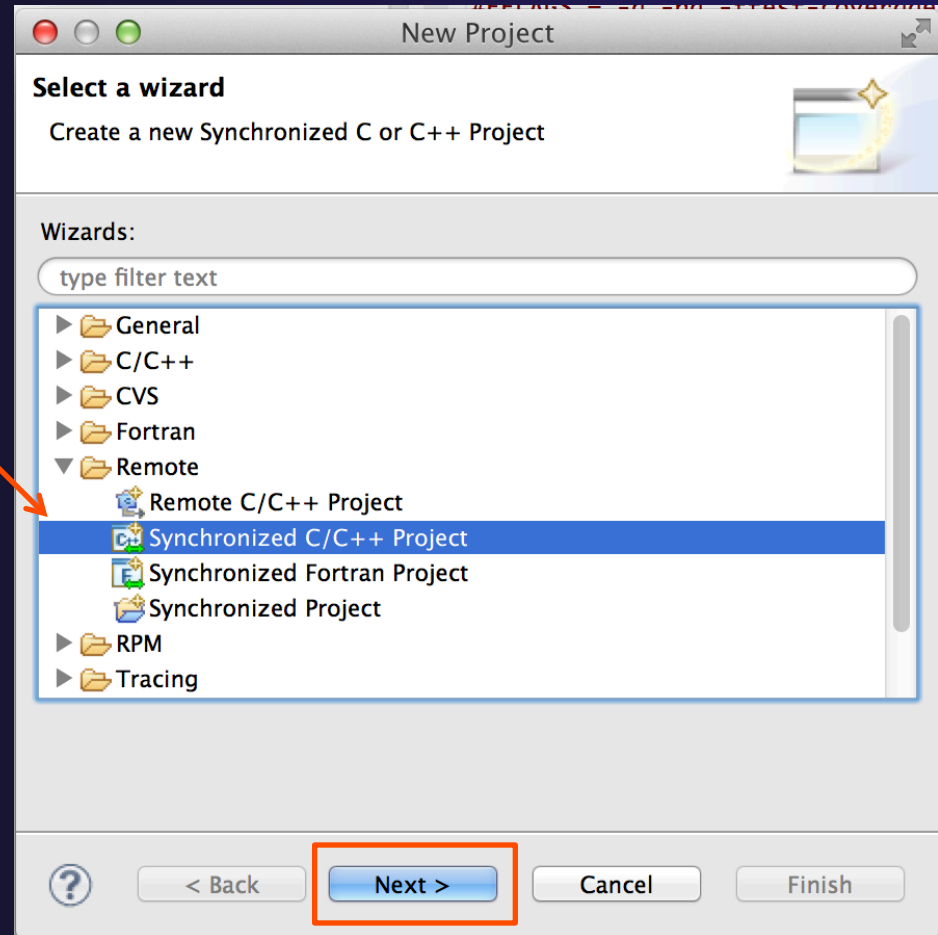 New Project
Select a wizard
Create a new Synchronized C or C++ Project
Wizards:
type filter text
General
C/C++
CVS
Fortran
Remote
Remote C/C++ Project
Synchronized C/C++ Project
Synchronized Fortran Project
Synchronized Project
RPM
Tracing
? < Back Next > Cancel Finish